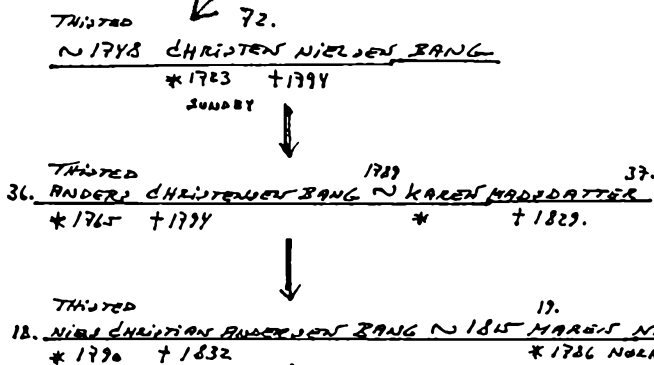 THISTED 72.
~ 1748 CHRISTEN NIELSEN BANG
* 1723 +1794
SUNDBY
THISTED 1789 37.
36. ANDERS CHRISTENSEN BANG ~ KAREN MADSDATTER
* 1765 +1794 * +1829.
THISTED 19.
18. NIELS CHRISTIAN ANDERSEN BANG ~ 1815 MAREN
* 1790 +1832 * 1786